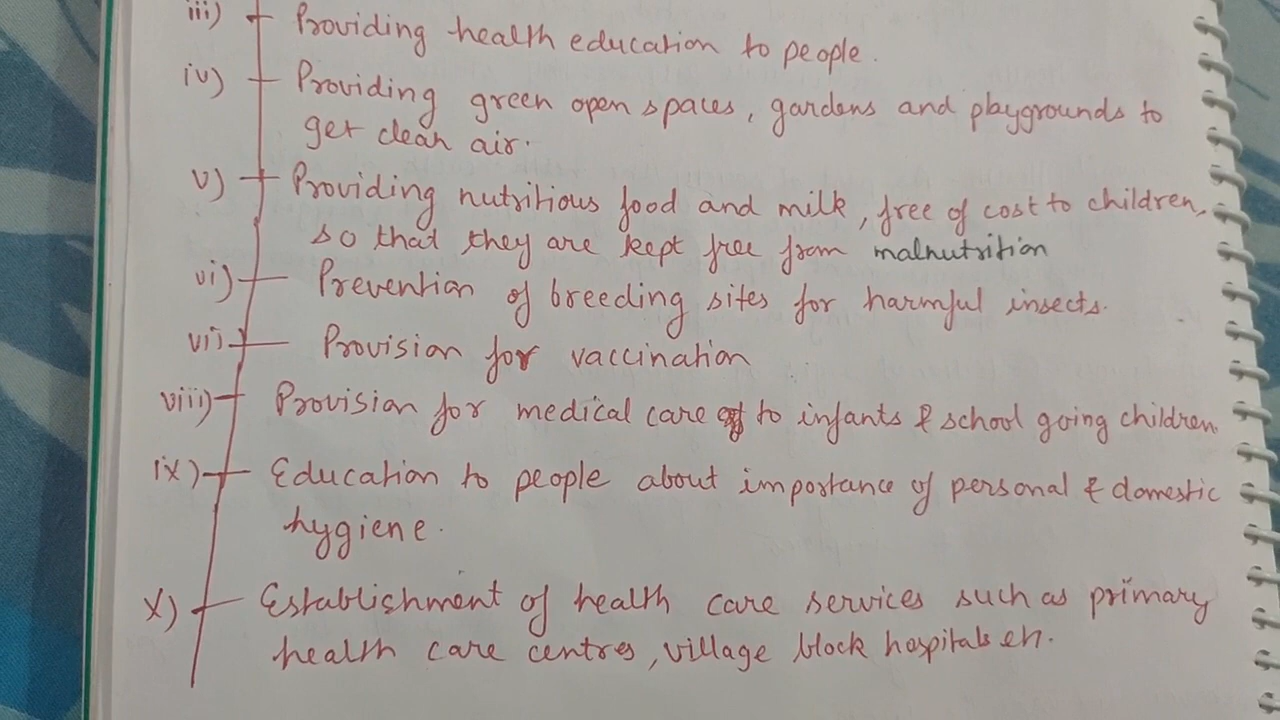 iii) Providing health education to people.
iv) Providing green open spaces, gardens and playgrounds to
get clean air.
v) Providing nutritious food and milk, free of cost to children,
so that they are kept free from malnutrition
vi) Prevention of breeding sites for harmful insects.
vii) Provision for vaccination
viii) Provision for medical care to infants & school going children.
ix) Education to people about importance of personal & domestic
hygiene.
x) Establishment of health care services such as primary
health care centres, village block hospitals etc.